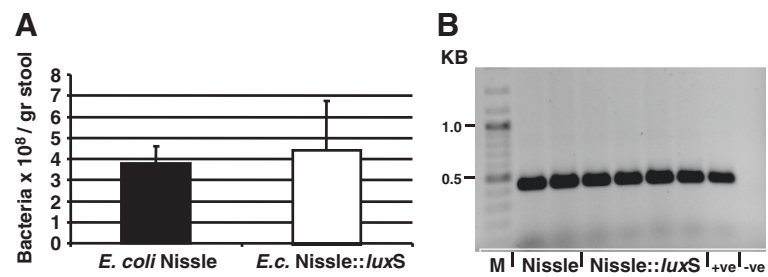 A
Bacteria x 10⁸ / gr stool
8
7
6
5
4
3
2
1
0
E. coli Nissle
E.c. Nissle::luxS
B
KB
1.0
0.5
M Nissle Nissle::luxS +ve -ve